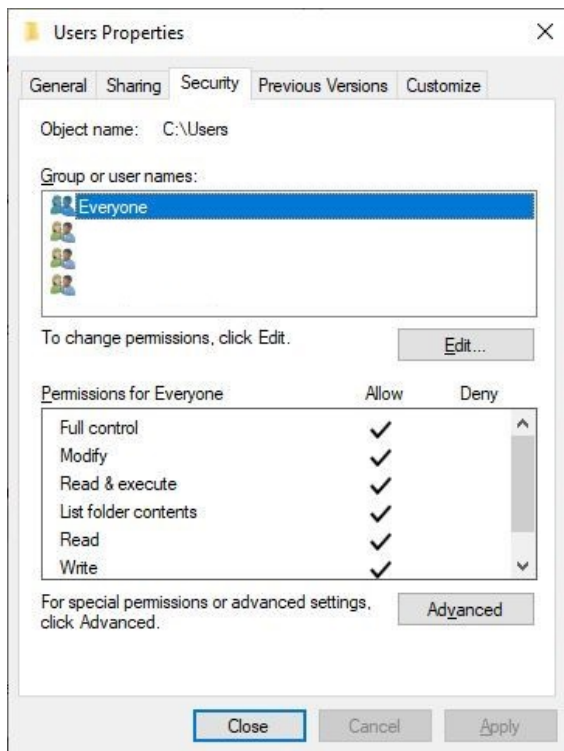 Users Properties
General Sharing Security Previous Versions Customize
Object name: C:\Users
Group or user names:
Everyone
To change permissions, click Edit.
Edit...
Permissions for Everyone Allow Deny
Full control
Modify
Read & execute
List folder contents
Read
Write
For special permissions or advanced settings,
click Advanced.
Advanced
Close Cancel Apply